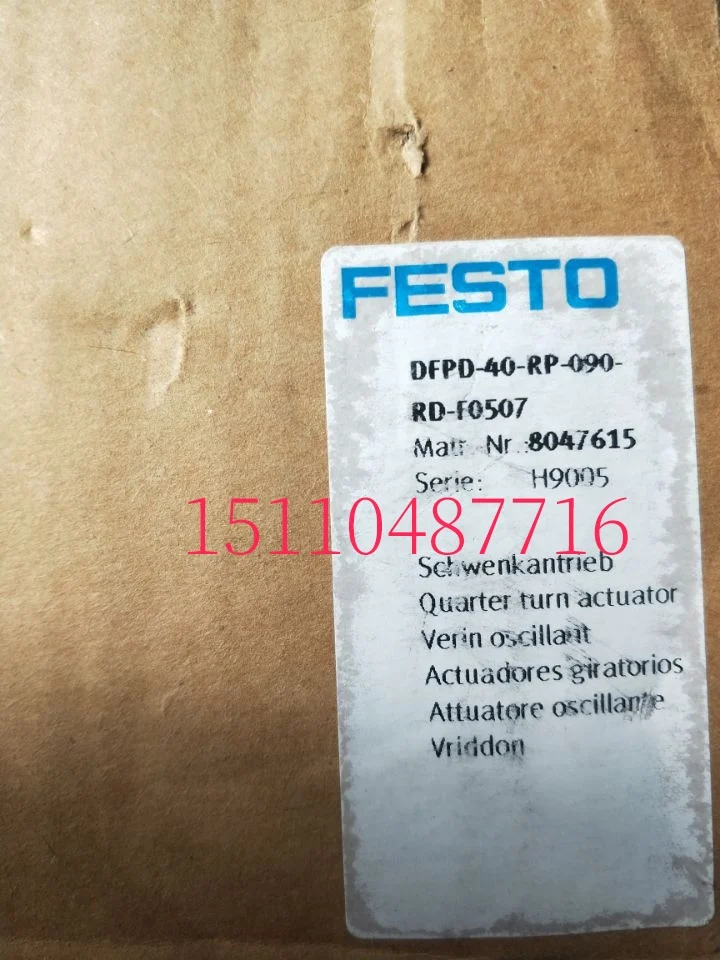 FESTO
DFPD-40-RP-090-
RD-F0507
Matr. Nr.:8047615
Serie: H9005
15110487716
Schwenkantrieb
Quarter turn actuator
Verin oscillant
Actuadores giratorios
Attuatore oscillante
Vriddon